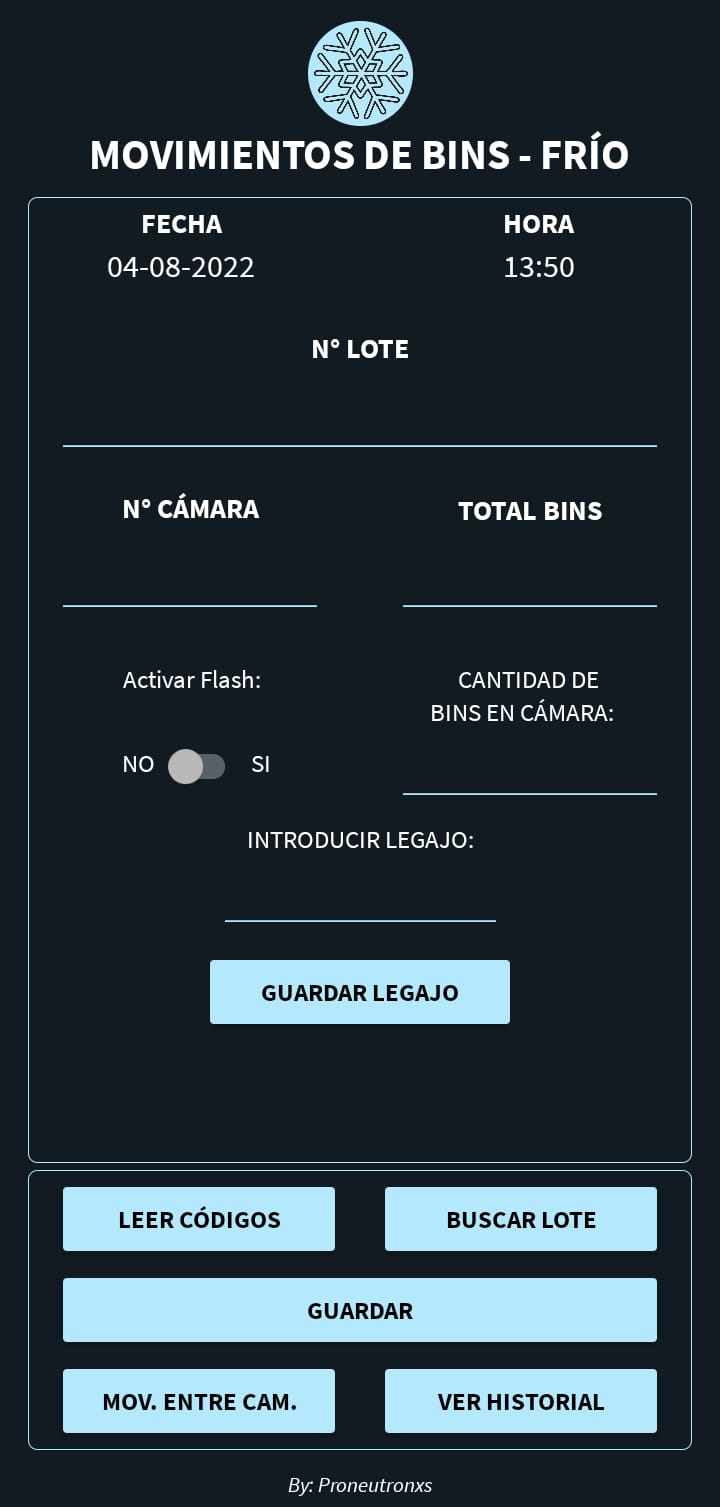 MOVIMIENTOS DE BINS - FRÍO
FECHA
HORA
04-08-2022
13:50
N° LOTE
N° CÁMARA
TOTAL BINS
Activar Flash:
CANTIDAD DE
BINS EN CÁMARA:
NO
SI
INTRODUCIR LEGAJO:
GUARDAR LEGAJO
LEER CÓDIGOS
BUSCAR LOTE
GUARDAR
MOV. ENTRE CAM.
VER HISTORIAL
By: Proneutronxs